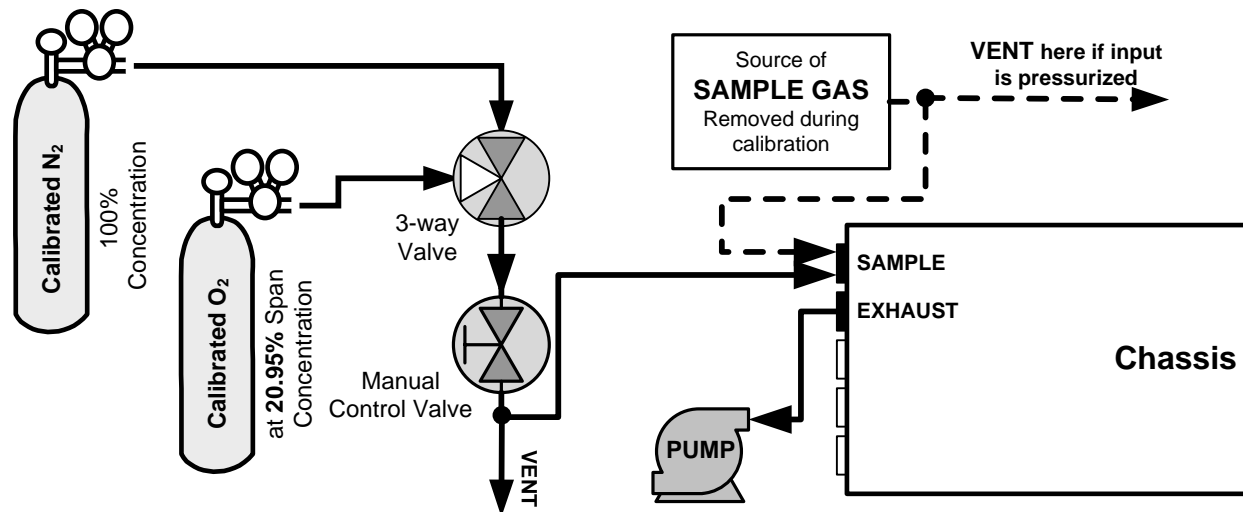 Calibrated N₂
100%
Concentration
Calibrated O₂
at 20.95% Span
Concentration
3-way
Valve
Manual
Control Valve
VENT
Source of
SAMPLE GAS
Removed during
calibration
VENT here if input
is pressurized
SAMPLE
EXHAUST
Chassis
PUMP